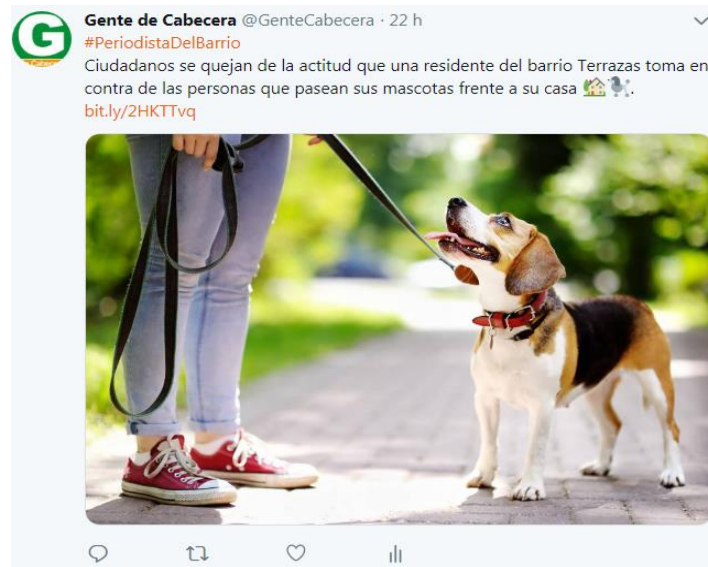 Gente de Cabecera @GenteCabecera · 22 h
#PeriodistaDelBarrio
Ciudadanos se quejan de la actitud que una residente del barrio Terrazas toma en
contra de las personas que pasean sus mascotas frente a su casa 🏡🐩.
bit.ly/2HKTTvq